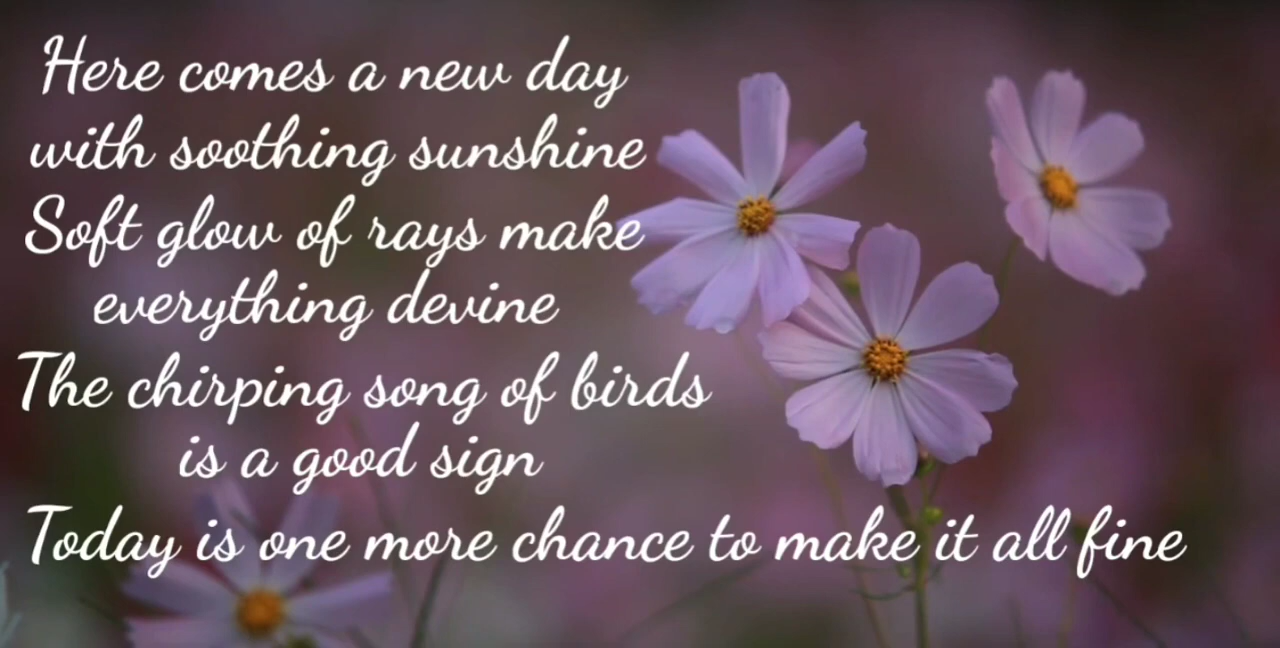 Here comes a new day
with soothing sunshine
Soft glow of rays make
everything devine
The chirping song of birds
is a good sign
Today is one more chance to make it all fine